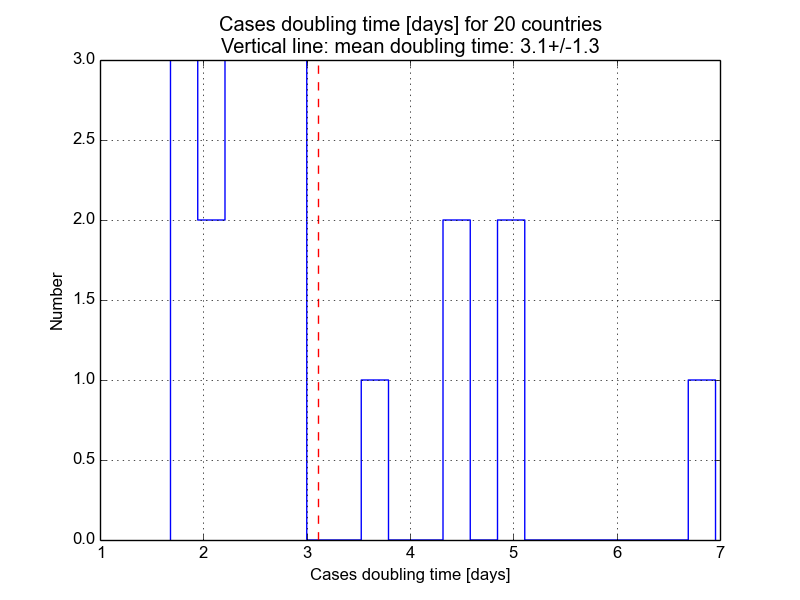 Cases doubling time [days] for 20 countries
Vertical line: mean doubling time: 3.1+/-1.3
3.0
2.5
2.0
1.5
1.0
0.5
0.0
Number
1 2 3 4 5 6 7
Cases doubling time [days]